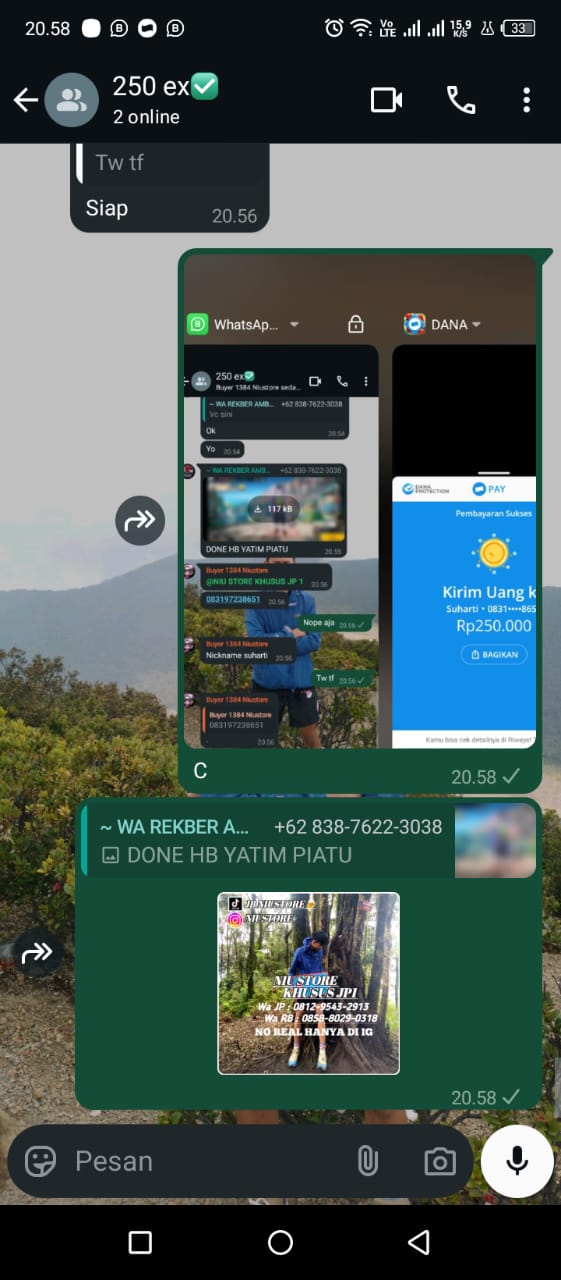 20.58
Vo
LTE
15,9
K/S
33
250 ex✅
2 online
Tw tf
Siap
20.56
WhatsAp...
DANA
250 ex✅
Buyer 1384 Niustore seda...
~ WA REKBER AMB...
+62 838-7622-3038
Vc sini
Ok
20.54
Yo
20.54
~ WA REKBER AMB...
+62 838-7622-3038
117 kB
DONE HB YATIM PIATU
20.55
Buyer 1384 Niustore
@NIU STORE KHUSUS JP 1
20.56
083197238651
20.56
Nope aja
20.56
Buyer 1384 Niustore
Nickname suharti
20.56
Tw tf
20.56
Buyer 1384 Niustore
Buyer 1384 Niustore
083197238651
.
20.56
DANA
PROTECTION
PAY
Pembayaran Sukses
Kirim Uang k
Suharti • 0831••••865
Rp250.000
BAGIKAN
Kamu bisa cek detailnya di Riwaya
C
20.58
~ WA REKBER A...
+62 838-7622-3038
DONE HB YATIM PIATU
JP NIUSTORE
NIUSTORE
NIU STORE
KHUSUS JP1
Wa JP : 0812-9543-2913
Wa RB : 0858-8029-0318
NO REAL HANYA DI IG
20.58
Pesan